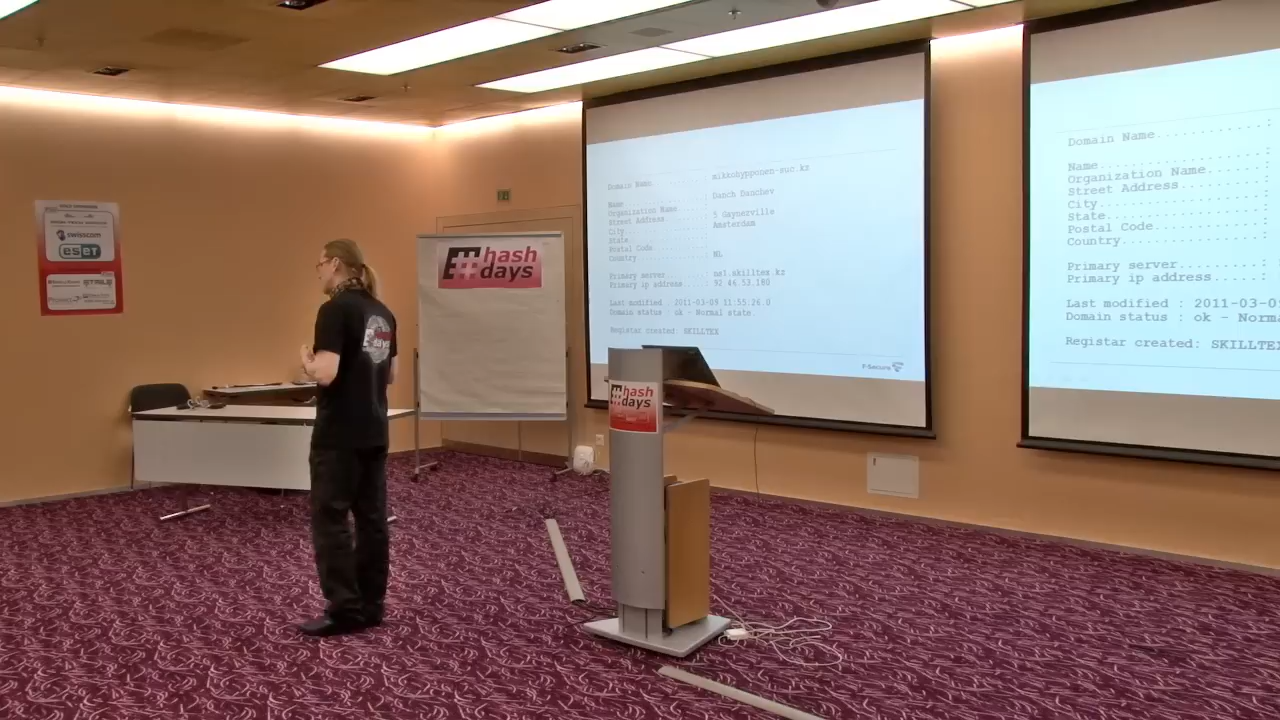 swisscom
eset
# hash
days
# hash
days
days
Domain Name..........: mikkohypponen-suc.kz
Name.................: Danch Danchev
Organization Name....:
Street Address.......: 5 Gaynerville
City.................: Amsterdam
State................:
Postal Code..........:
Country..............: NL
Primary server.......: ns1.skilltex.kz
Primary ip address...: 92.46.53.180
Last modified : 2011-03-09 11:55:26.0
Domain status : ok - Normal state.
Registar created: SKILLTEX
F-Secure
Domain Name..............:
Name.....................:
Organization Name........:
Street Address...........:
City.....................:
State....................:
Postal Code..............:
Country..................:
Primary server.......:
Primary ip address...:
Last modified : 2011-03-0
Domain status : ok - Norma
Registar created: SKILLTEX